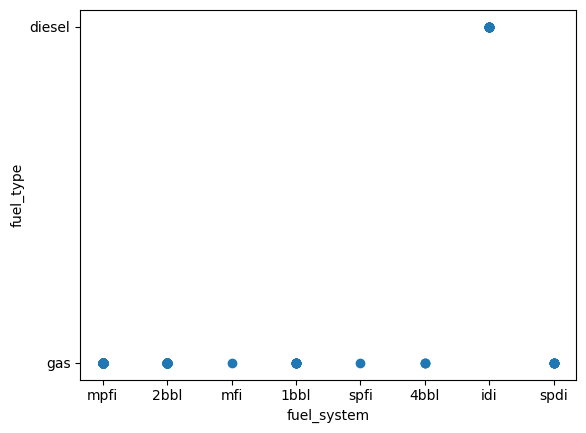 diesel
fuel_type
gas
mpfi 2bbl mfi 1bbl spfi 4bbl idi spdi
fuel_system